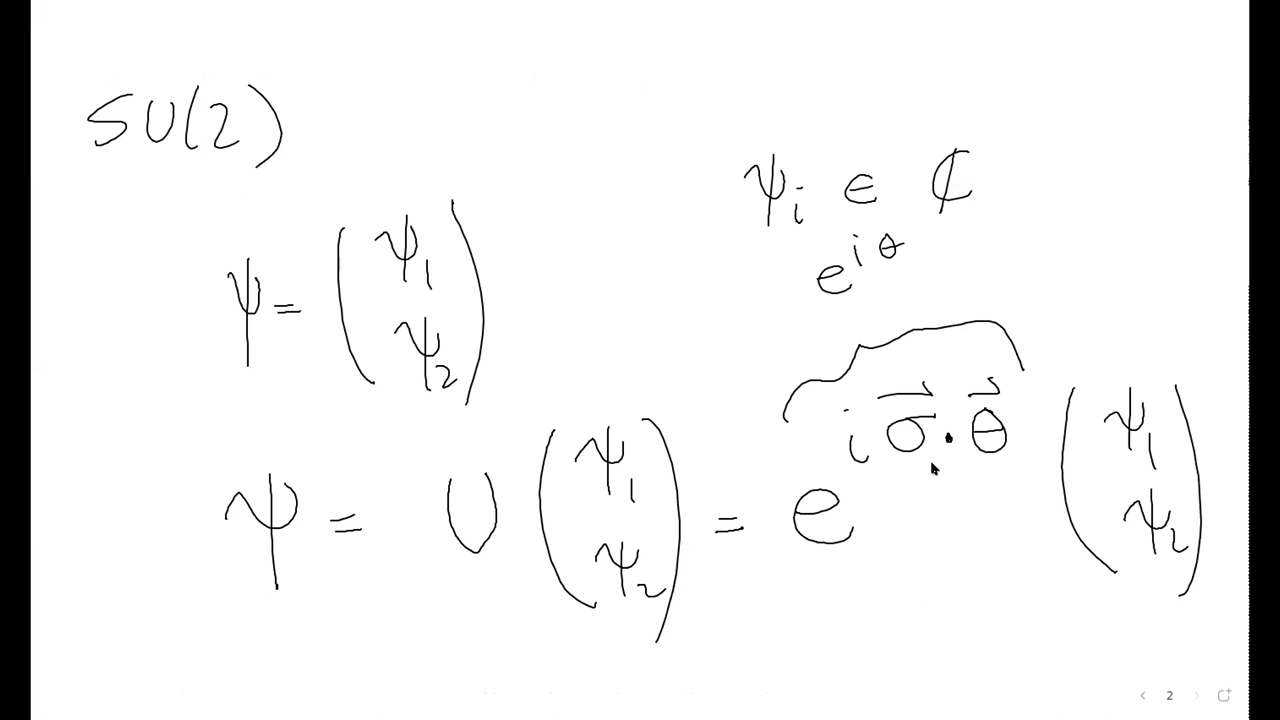 SU(2)
ψᵢ ∈ ℂ
e^{iθ}
ψ = (ψ₁ ψ₂)
ψ = U (ψ₁ ψ₂) = e^{i σ⃗ · θ⃗} (ψ₁ ψ₂)
2